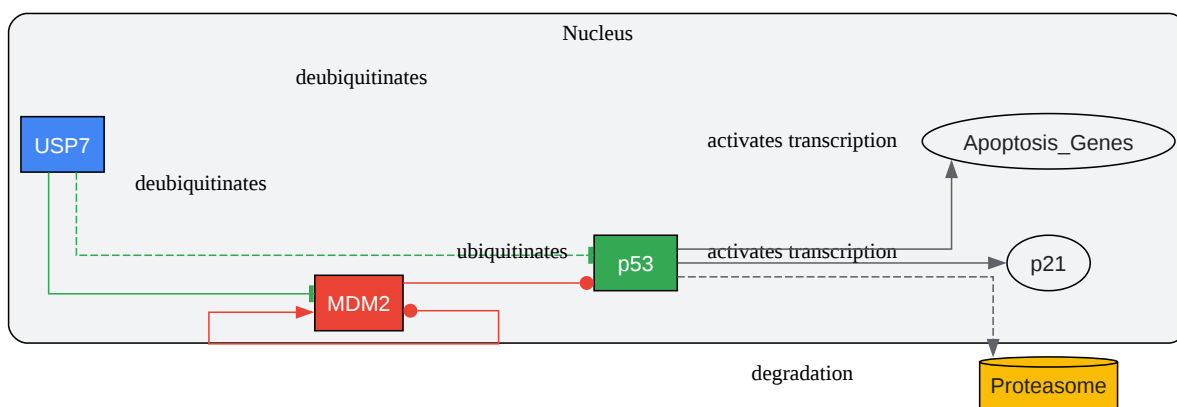 Nucleus
deubiquitinates
USP7
activates transcription
Apoptosis_Genes
deubiquitinates
ubiquitinates
p53
activates transcription
p21
MDM2
degradation
Proteasome